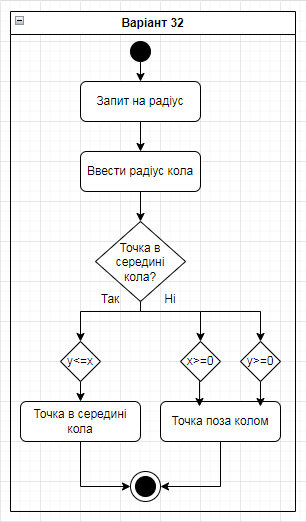 Варіант 32
Запит на радіус
Ввести радіус кола
Точка в
середині
кола?
Так
Ні
y<=x
x>=0
y>=0
Точка в середині
кола
Точка поза колом